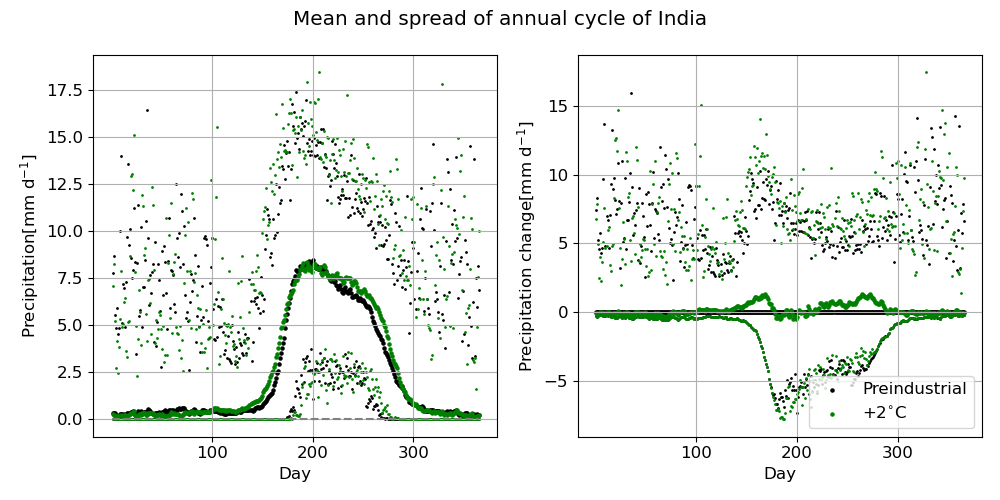 Mean and spread of annual cycle of India
Precipitation[mm d⁻¹]
17.5
15.0
12.5
10.0
7.5
5.0
2.5
0.0
100
200
300
Day
Precipitation change[mm d⁻¹]
15
10
5
0
−5
100
200
300
Day
Preindustrial
+2°C